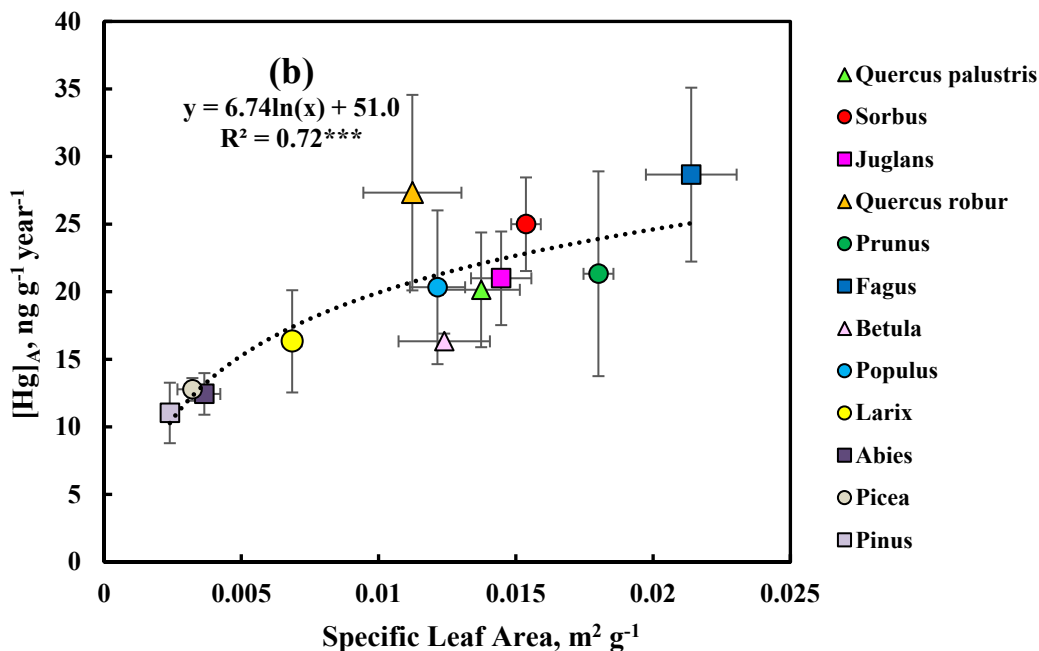 (b)
y = 6.74ln(x) + 51.0
R² = 0.72***
40
35
30
25
20
15
10
5
0
[Hg]A, ng g⁻¹ year⁻¹
0
0.005
0.01
0.015
0.02
0.025
Specific Leaf Area, m² g⁻¹
Quercus palustris
Sorbus
Juglans
Quercus robur
Prunus
Fagus
Betula
Populus
Larix
Abies
Picea
Pinus